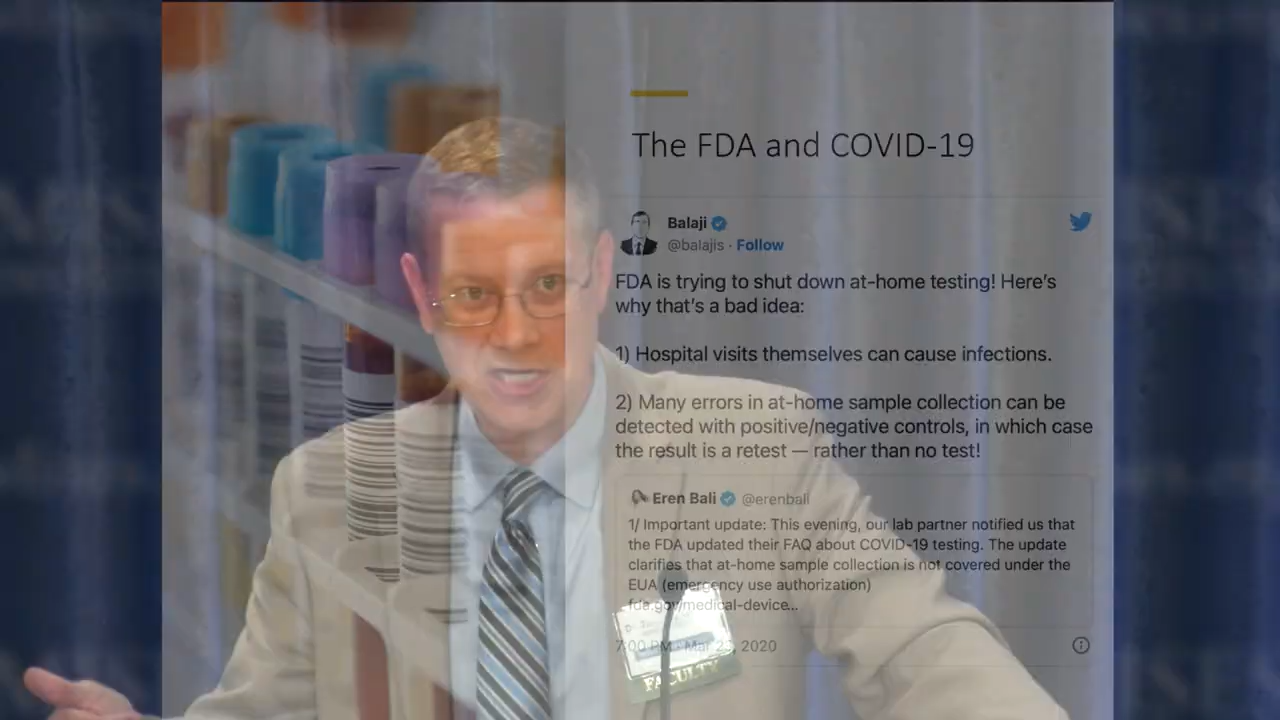 The FDA and COVID-19
Balaji
@balajis · Follow
FDA is trying to shut down at-home testing! Here's
why that's a bad idea:
1) Hospital visits themselves can cause infections.
2) Many errors in at-home sample collection can be
detected with positive/negative controls, in which case
the result is a retest — rather than no test!
Eren Bali @erenbali
1/ Important update: This evening, our lab partner notified us that
the FDA updated their FAQ about COVID-19 testing. The update
clarifies that at-home sample collection is not covered under the
EUA (emergency use authorization)
fda.gov/medical-device...
7:00 PM · Mar 2 , 2020
FACULTY